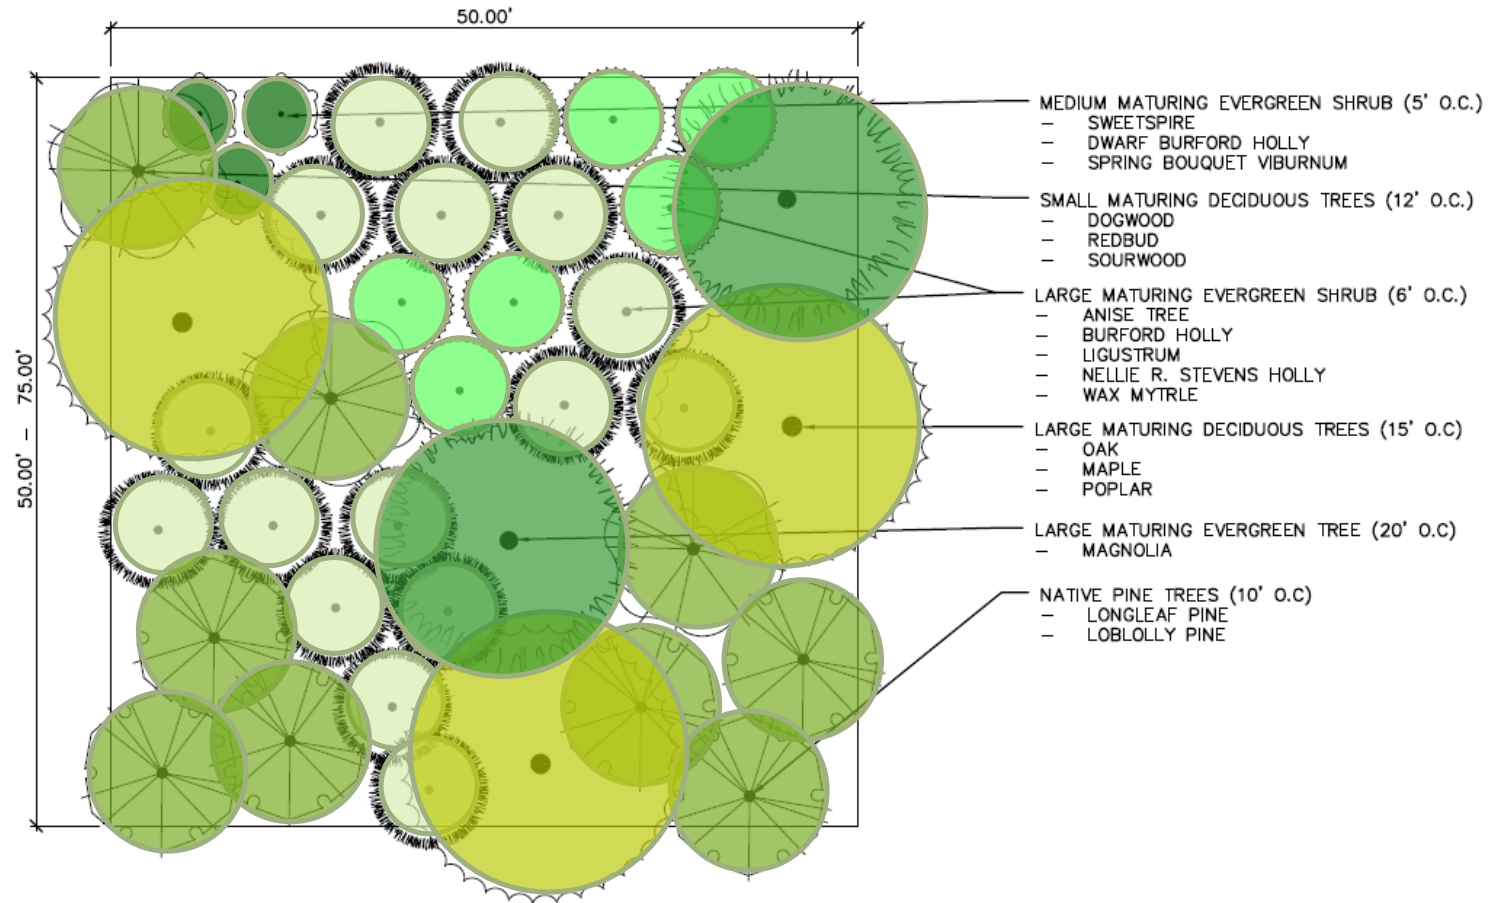 50.00'
50.00' – 75.00'
MEDIUM MATURING EVERGREEN SHRUB (5' O.C.)
– SWEETSPIRE
– DWARF BURFORD HOLLY
– SPRING BOUQUET VIBURNUM
SMALL MATURING DECIDUOUS TREES (12' O.C.)
– DOGWOOD
– REDBUD
– SOURWOOD
LARGE MATURING EVERGREEN SHRUB (6' O.C.)
– ANISE TREE
– BURFORD HOLLY
– LIGUSTRUM
– NELLIE R. STEVENS HOLLY
– WAX MYTRLE
LARGE MATURING DECIDUOUS TREES (15' O.C)
– OAK
– MAPLE
– POPLAR
LARGE MATURING EVERGREEN TREE (20' O.C)
– MAGNOLIA
NATIVE PINE TREES (10' O.C)
– LONGLEAF PINE
– LOBLOLLY PINE